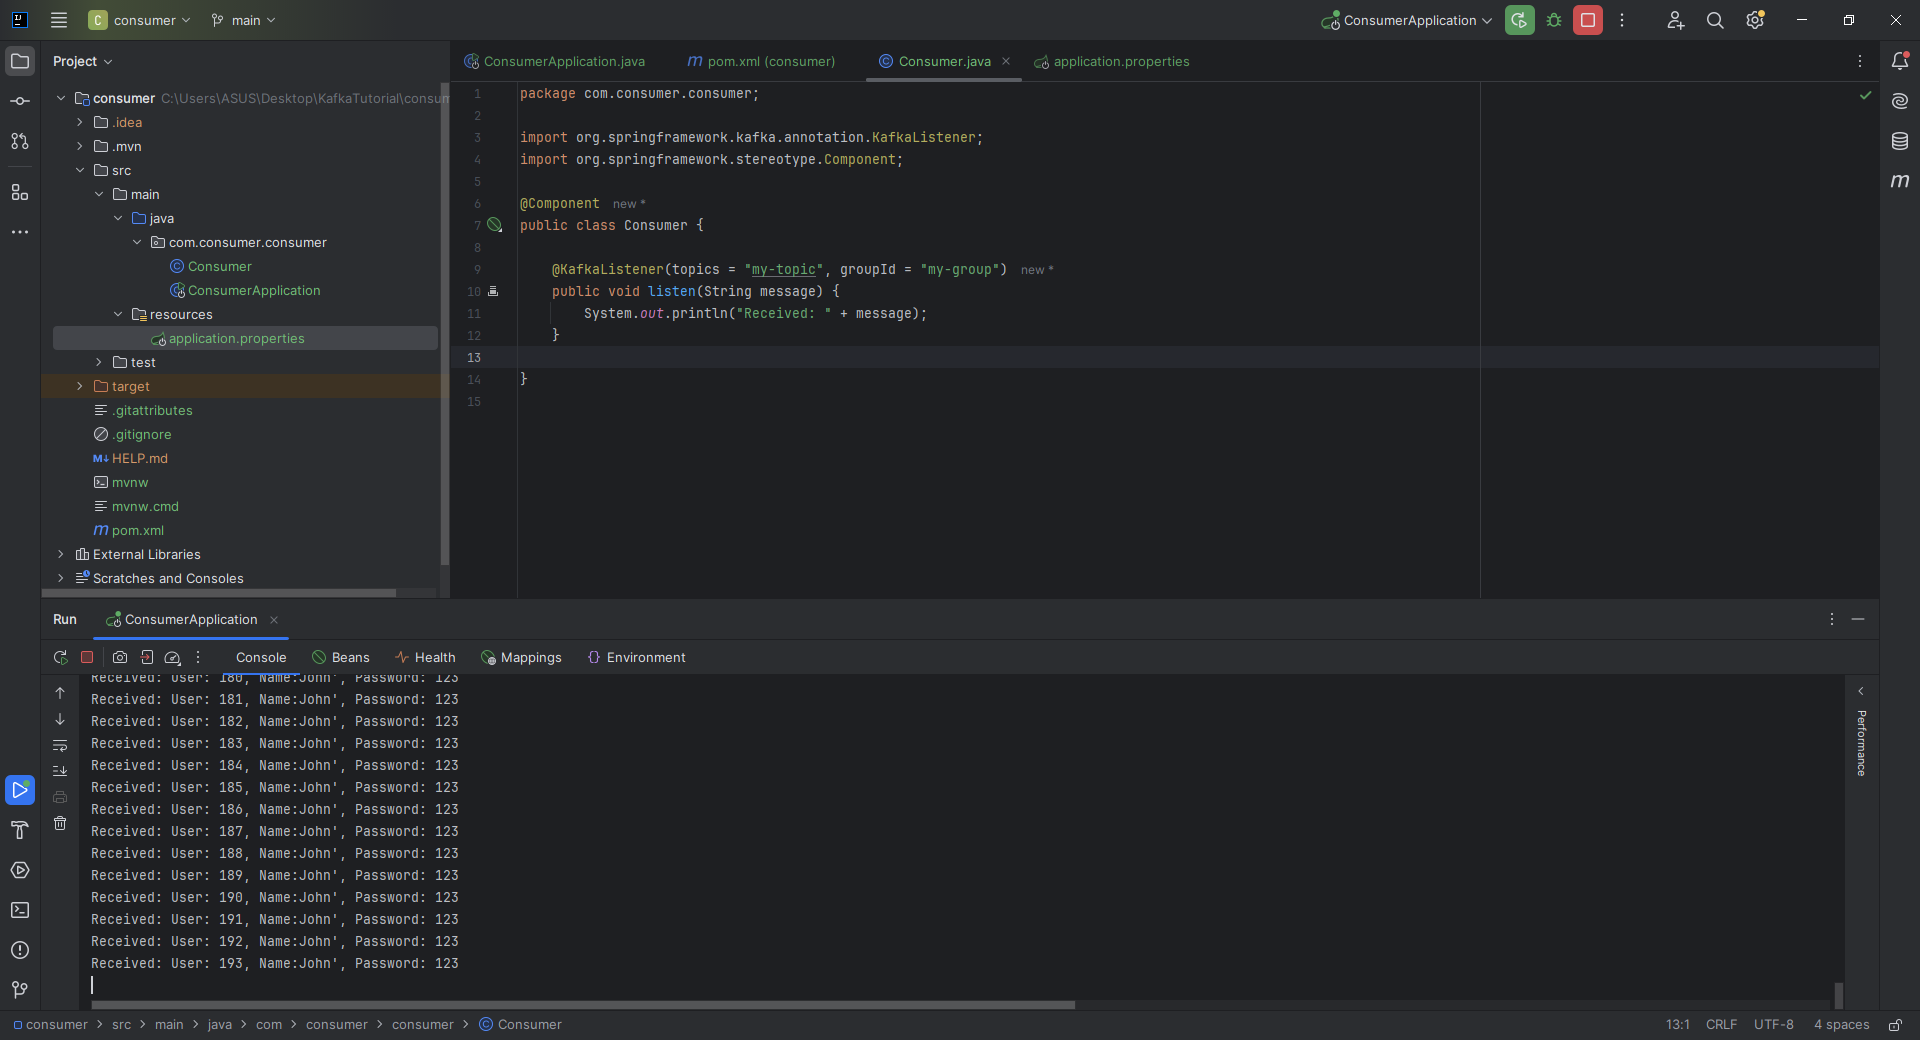 C consumer main ConsumerApplication
Project
consumer C:\Users\ASUS\Desktop\KafkaTutorial\consum
.idea
.mvn
src
main
java
com.consumer.consumer
Consumer
ConsumerApplication
resources
application.properties
test
target
.gitattributes
.gitignore
M↓ HELP.md
mvnw
mvnw.cmd
m pom.xml
External Libraries
Scratches and Consoles
ConsumerApplication.java m pom.xml (consumer) Consumer.java application.properties
1 package com.consumer.consumer;
2
3 import org.springframework.kafka.annotation.KafkaListener;
4 import org.springframework.stereotype.Component;
5
6 @Component new *
7 public class Consumer {
8
9 @KafkaListener(topics = "my-topic", groupId = "my-group") new *
10 public void listen(String message) {
11 System.out.println("Received: " + message);
12 }
13
14 }
15
m
Run ConsumerApplication
Console Beans Health Mappings Environment
Received: User: 180, Name:John', Password: 123
Received: User: 181, Name:John', Password: 123
Received: User: 182, Name:John', Password: 123
Received: User: 183, Name:John', Password: 123
Received: User: 184, Name:John', Password: 123
Received: User: 185, Name:John', Password: 123
Received: User: 186, Name:John', Password: 123
Received: User: 187, Name:John', Password: 123
Received: User: 188, Name:John', Password: 123
Received: User: 189, Name:John', Password: 123
Received: User: 190, Name:John', Password: 123
Received: User: 191, Name:John', Password: 123
Received: User: 192, Name:John', Password: 123
Received: User: 193, Name:John', Password: 123
Performance
consumer > src > main > java > com > consumer > consumer > Consumer 13:1 CRLF UTF-8 4 spaces